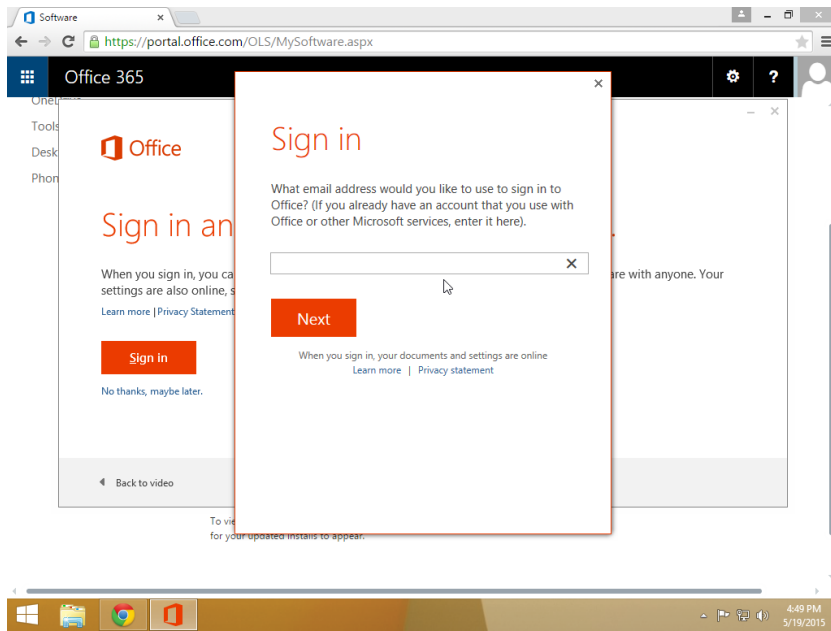 Software
https://portal.office.com/OLS/MySoftware.aspx
Office 365
?
Tools
Desk
Phon
Office
Sign in an
When you sign in, you ca
settings are also online, s
Learn more | Privacy Statement
Sign in
No thanks, maybe later.
Back to video
Sign in
What email address would you like to use to sign in to
Office? (If you already have an account that you use with
Office or other Microsoft services, enter it here).
Next
When you sign in, your documents and settings are online
Learn more | Privacy statement
are with anyone. Your
To vie
for your updated installs to appear.
4:49 PM
5/19/2015